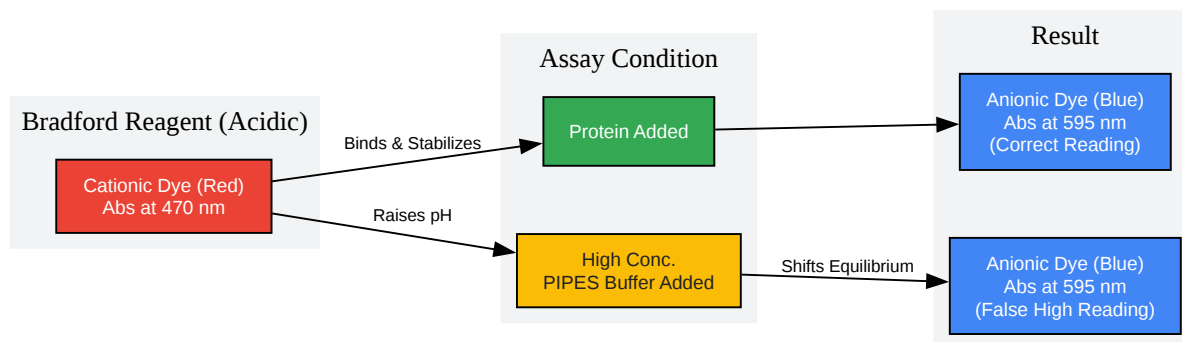 Bradford Reagent (Acidic)
Cationic Dye (Red)
Abs at 470 nm
Binds & Stabilizes
Raises pH
Assay Condition
Protein Added
High Conc.
PIPES Buffer Added
Shifts Equilibrium
Result
Anionic Dye (Blue)
Abs at 595 nm
(Correct Reading)
Anionic Dye (Blue)
Abs at 595 nm
(False High Reading)